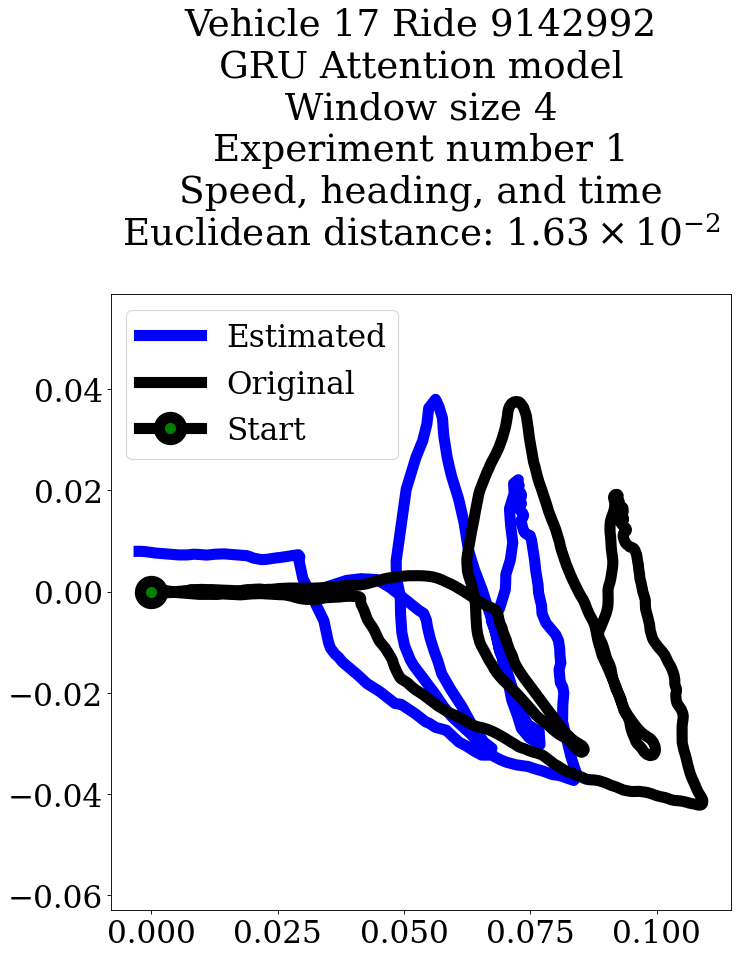 Vehicle 17 Ride 9142992
GRU Attention model
Window size 4
Experiment number 1
Speed, heading, and time
Euclidean distance: 1.63 × 10⁻²
Estimated
Original
Start
0.04
0.02
0.00
−0.02
−0.04
−0.06
0.000 0.025 0.050 0.075 0.100